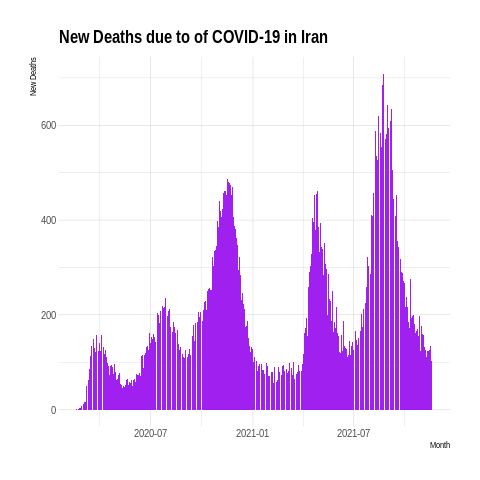 New Deaths due to of COVID-19 in Iran
New Deaths
600
400
200
0
2020-07
2021-01
2021-07
Month